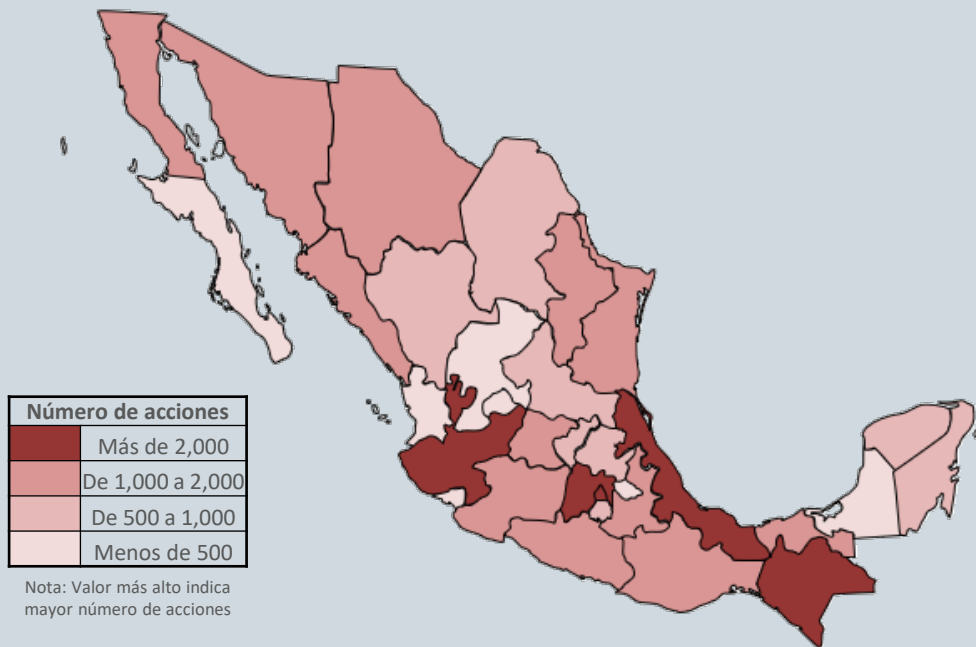 Número de acciones
Más de 2,000
De 1,000 a 2,000
De 500 a 1,000
Menos de 500
Nota: Valor más alto indica
mayor número de acciones